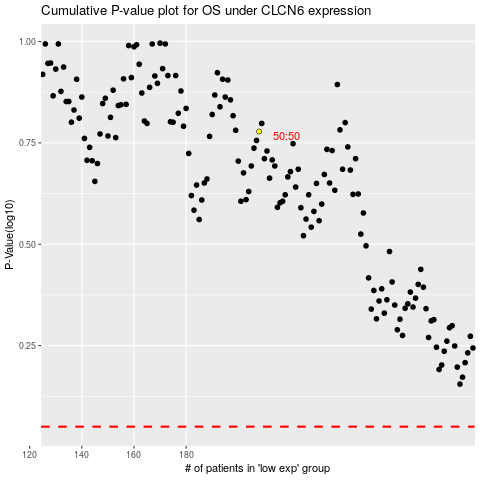 Cumulative P-value plot for OS under CLCN6 expression
1.00
0.75
0.50
0.25
P-Value(log10)
50:50
120 140 160 180
# of patients in 'low exp' group